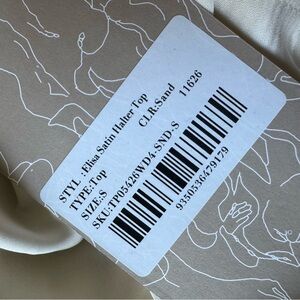 STYL : Elisa Satin Halter Top
TYPE:Top CLR:Sand
SIZE:S 11626
SKU:TP05426WD4-SND-S
9350536479179